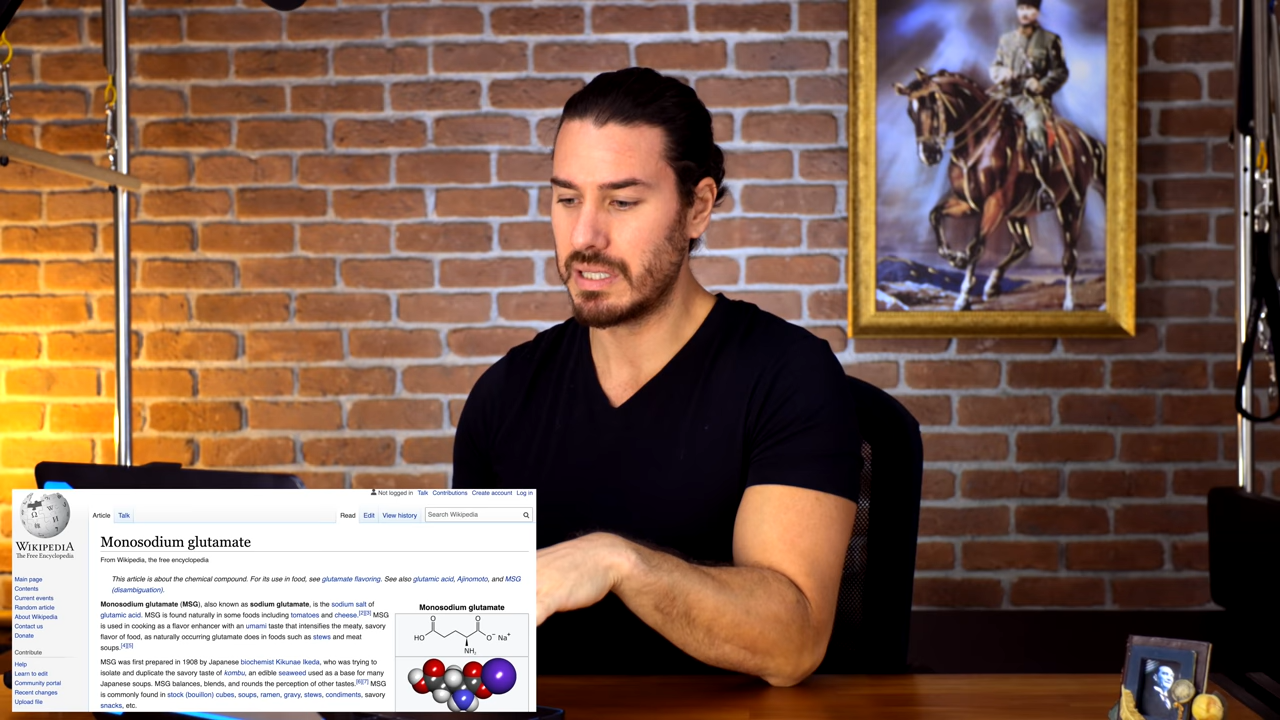 Not logged in Talk Contributions Create account Log in
Article Talk Read Edit View history Search Wikipedia
WIKIPEDIA
The Free Encyclopedia
Main page
Contents
Current events
Random article
About Wikipedia
Contact us
Donate
Contribute
Help
Learn to edit
Community portal
Recent changes
Upload file
Monosodium glutamate
From Wikipedia, the free encyclopedia
This article is about the chemical compound. For its use in food, see glutamate flavoring. See also glutamic acid, Ajinomoto, and MSG
(disambiguation).
Monosodium glutamate (MSG), also known as sodium glutamate, is the sodium salt of
glutamic acid. MSG is found naturally in some foods including tomatoes and cheese.[2][3] MSG
is used in cooking as a flavor enhancer with an umami taste that intensifies the meaty, savory
flavor of food, as naturally occurring glutamate does in foods such as stews and meat
soups.[4][5]
MSG was first prepared in 1908 by Japanese biochemist Kikunae Ikeda, who was trying to
isolate and duplicate the savory taste of kombu, an edible seaweed used as a base for many
Japanese soups. MSG balances, blends, and rounds the perception of other tastes.[6][7] MSG
is commonly found in stock (bouillon) cubes, soups, ramen, gravy, stews, condiments, savory
snacks, etc.
Monosodium glutamate
O O
HO O⁻ Na⁺
NH₂